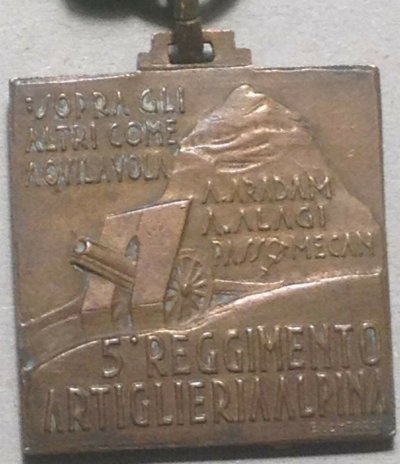 SOPRA GLI
ALTRI COME
AQUILA VOLA
A. ARADAM
A. ALAGI
PASSO MECAN
5° REGGIMENTO
ARTIGLIERIA ALPINA